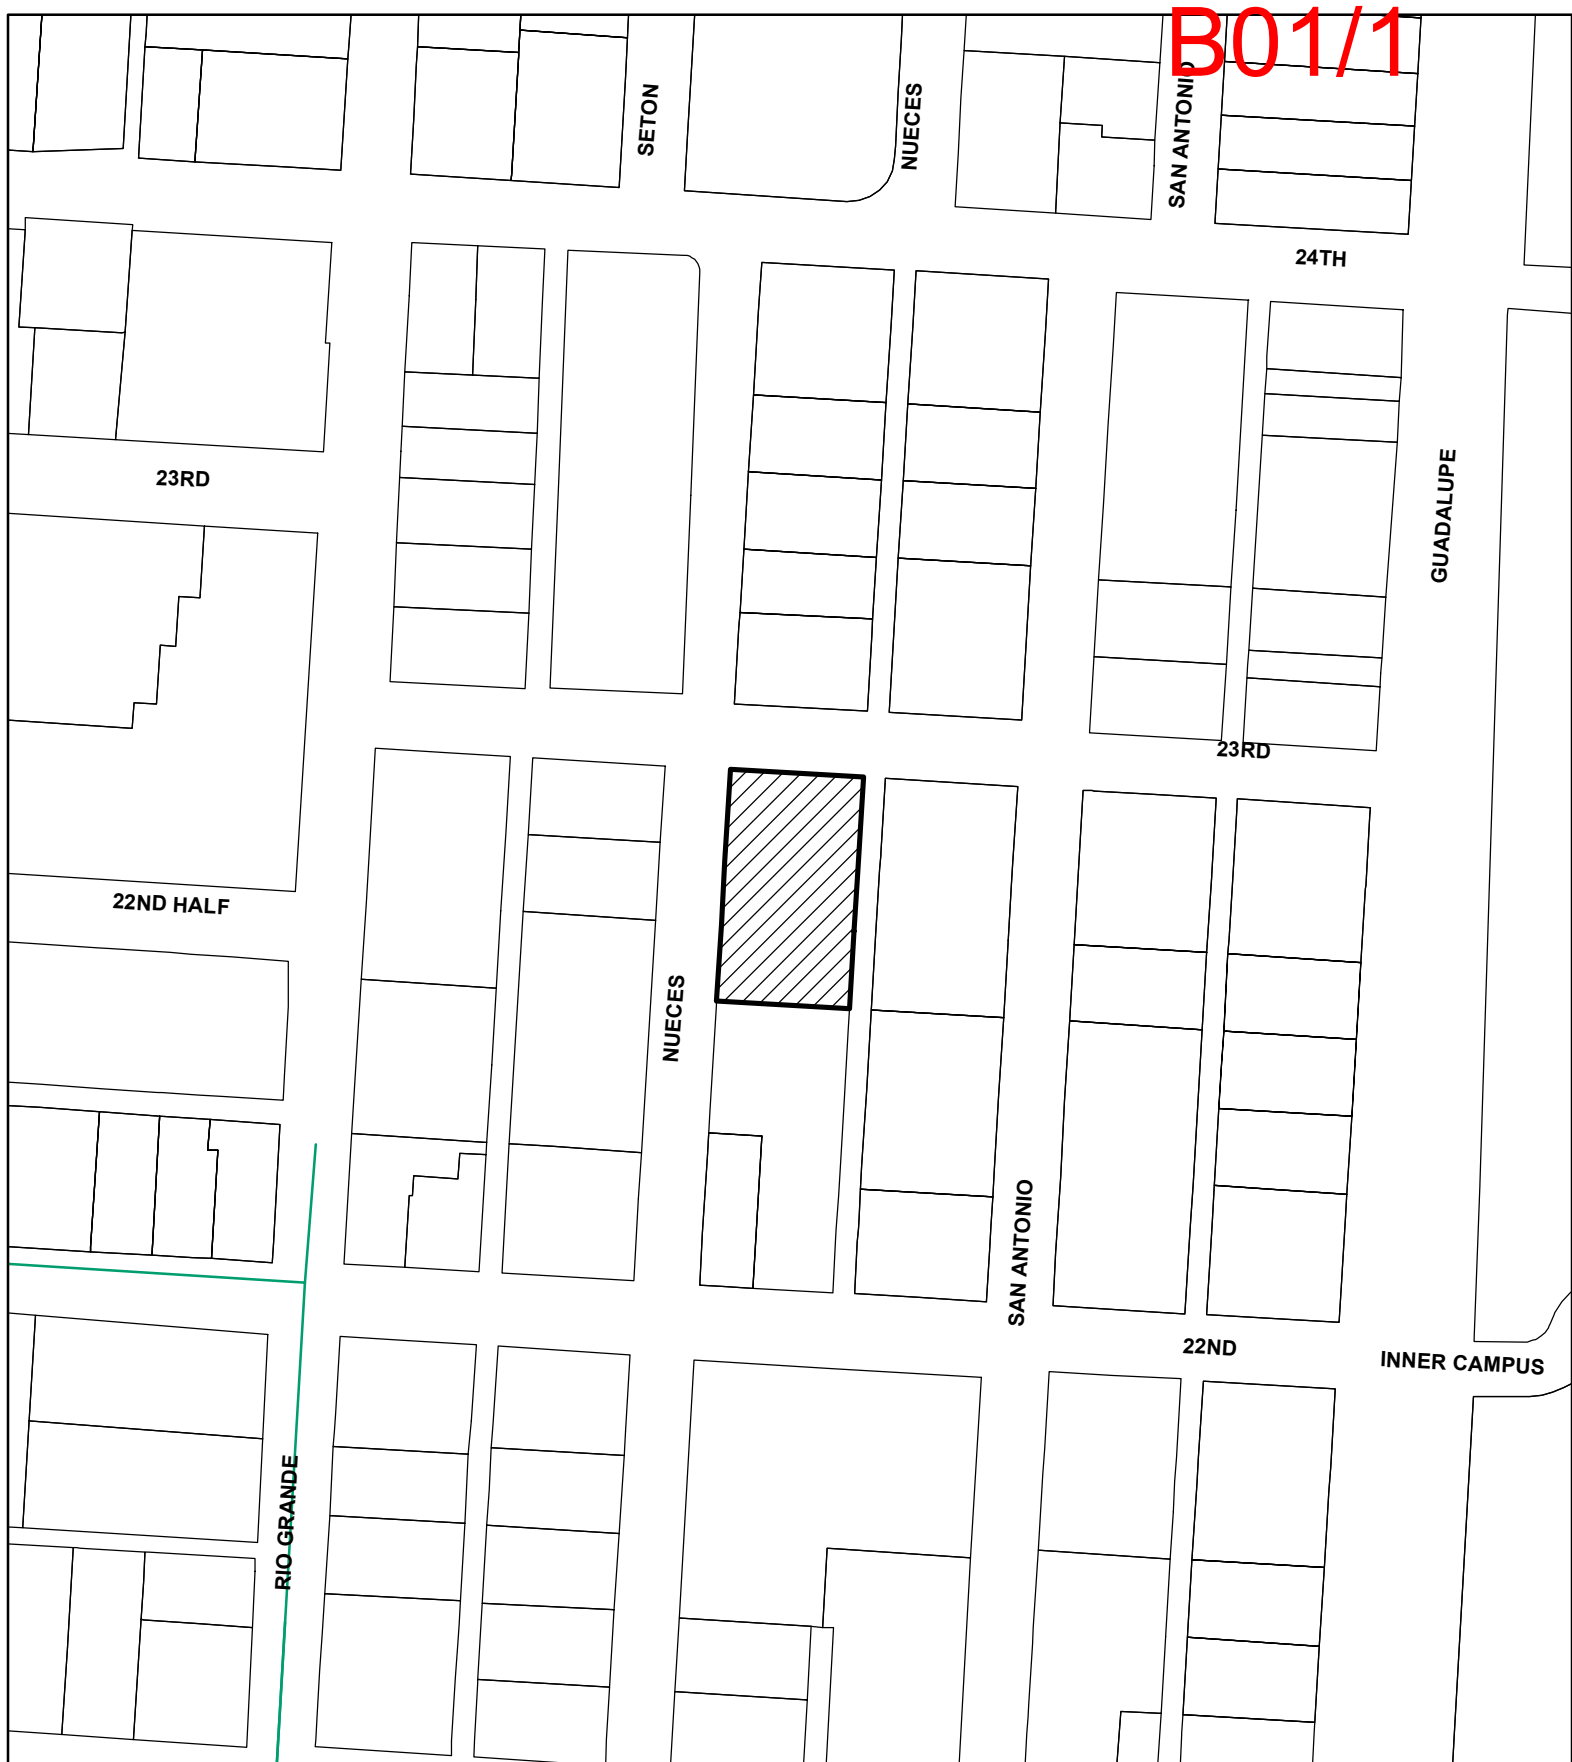 B01/1
SETON
NUECES
SAN ANTONIO
24TH
23RD
GUADALUPE
23RD
22ND HALF
NUECES
SAN ANTONIO
22ND
INNER CAMPUS
RIO GRANDE